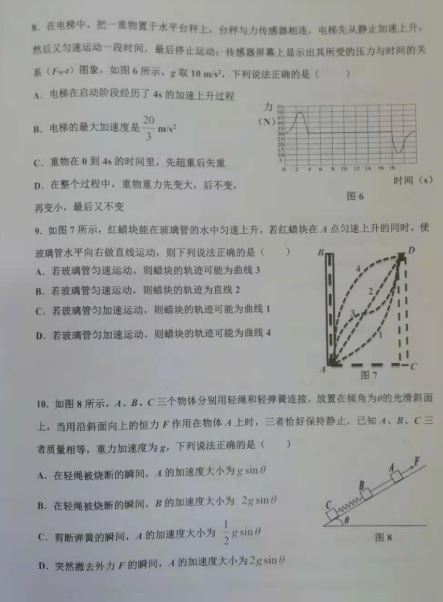 8. 在电梯中，把一重物置于水平台秤上，台秤与力传感器相连，电梯先从静止加速上升，
然后又匀速运动一段时间，最后停止运动；传感器屏幕上显示出其所受的压力与时间的关
系（F_N-t）图象，如图 6 所示，g 取 10 m/s²，下列说法正确的是（　　）
A．电梯在启动阶段经历了 4s 的加速上升过程
B．电梯的最大加速度是 20/3 m/s²
C．重物在 0 到 4s 的时间里，先超重后失重
D．在整个过程中，重物重力先变大，后不变，
再变小，最后又不变
力
（N）
0 2 4 6 8 10 12 14 16 18
时间（s）
图 6
9. 如图 7 所示，红蜡块能在玻璃管的水中匀速上升，若红蜡块在 A 点匀速上升的同时，使
玻璃管水平向右做直线运动，则下列说法正确的是（　　）
A．若玻璃管匀速运动，则蜡块的轨迹可能为曲线 3
B．若玻璃管匀速运动，则蜡块的轨迹为直线 2
C．若玻璃管匀加速运动，则蜡块的轨迹可能为曲线 1
D．若玻璃管匀加速运动，则蜡块的轨迹可能为曲线 4
B D
4
2
3
1
A C
图 7
10. 如图 8 所示，A、B、C 三个物体分别用轻绳和轻弹簧连接，放置在倾角为θ的光滑斜面
上，当用沿斜面向上的恒力 F 作用在物体 A 上时，三者恰好保持静止，已知 A、B、C 三
者质量相等，重力加速度为 g，下列说法正确的是（　　）
A．在轻绳被烧断的瞬间，A 的加速度大小为 g sin θ
B．在轻绳被烧断的瞬间，B 的加速度大小为 2g sin θ
C．剪断弹簧的瞬间，A 的加速度大小为 1/2 g sin θ
D．突然撤去外力 F 的瞬间，A 的加速度大小为 2g sin θ
F
A
B
C
θ
图 8